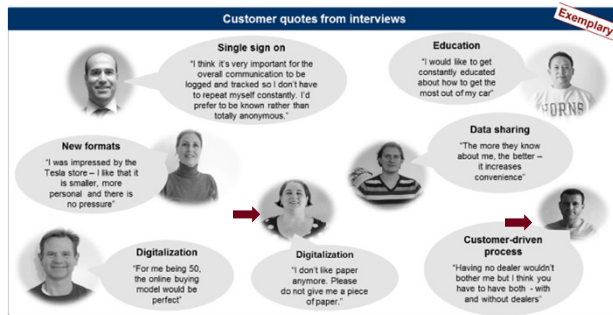 Customer quotes from interviews
Exemplary
Single sign on
"I think it's very important for the
overall communication to be
logged and tracked so I don't have
to repeat myself constantly. I'd
prefer to be known rather than
totally anonymous."
Education
"I would like to get
constantly educated
about how to get the
most out of my car"
HORNS
New formats
"I was impressed by the
Tesla store – I like that it
is smaller, more
personal and there is
no pressure"
Data sharing
"The more they know
about me, the better –
it increases
convenience"
Digitalization
"For me being 50,
the online buying
model would be
perfect"
Digitalization
"I don't like paper
anymore. Please
do not give me a piece
of paper."
Customer-driven
process
"Having no dealer wouldn't
bother me but I think you
have to have both - with
and without dealers"